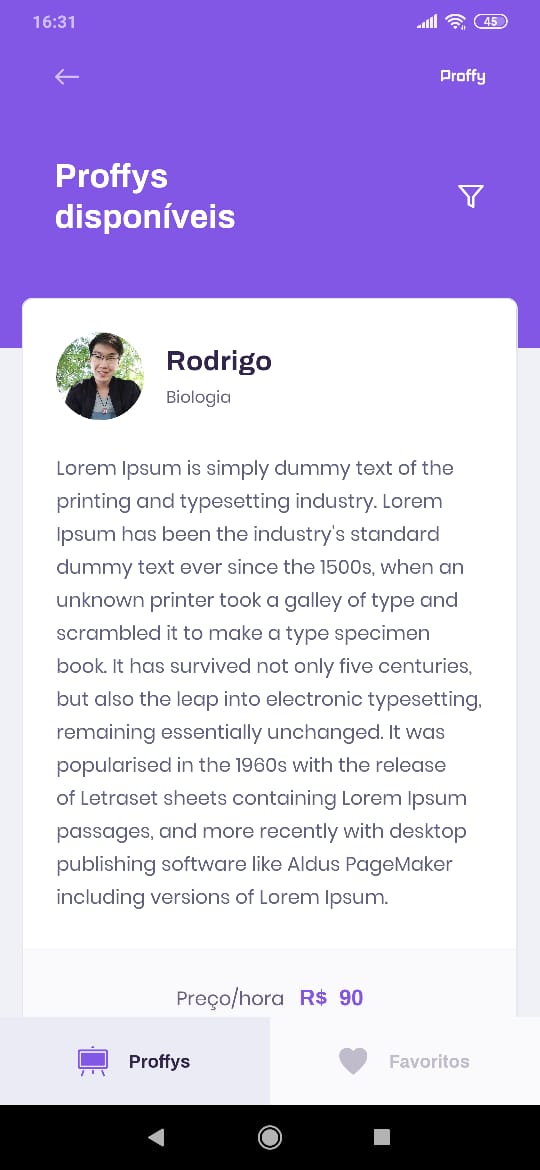 16:31
45
Proffy
Proffys
disponíveis
Rodrigo
Biologia
Lorem Ipsum is simply dummy text of the
printing and typesetting industry. Lorem
Ipsum has been the industry's standard
dummy text ever since the 1500s, when an
unknown printer took a galley of type and
scrambled it to make a type specimen
book. It has survived not only five centuries,
but also the leap into electronic typesetting,
remaining essentially unchanged. It was
popularised in the 1960s with the release
of Letraset sheets containing Lorem Ipsum
passages, and more recently with desktop
publishing software like Aldus PageMaker
including versions of Lorem Ipsum.
Preço/hora R$ 90
Proffys Favoritos